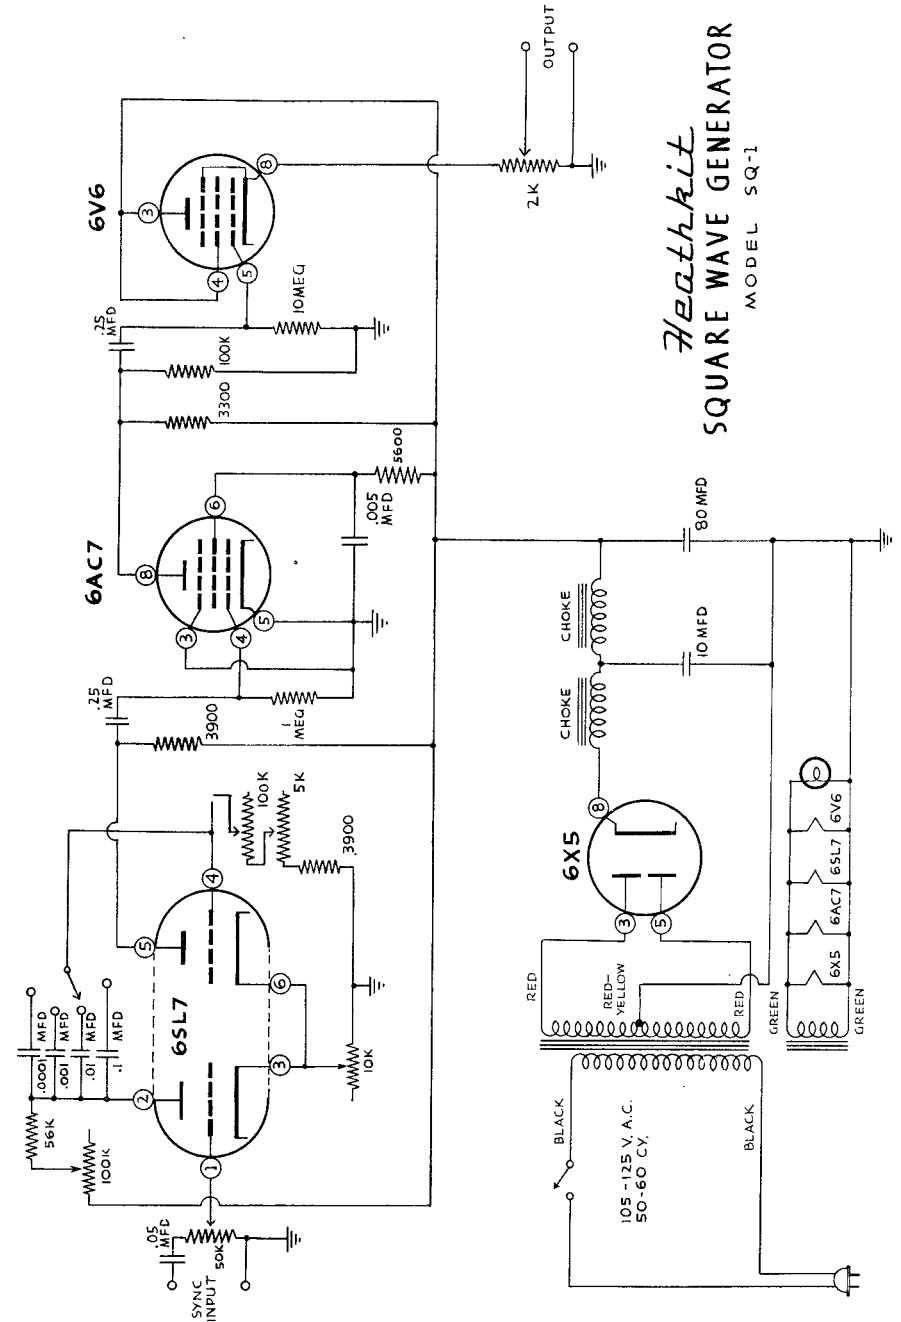 SYNC
INPUT
.05
MFD
50K
1
100K
56K
.0001
MFD
.001
MFD
.01
MFD
.1
MFD
2
6SL7
3
10K
6
5
4
100K
5K
3900
3900
.25
MFD
1
MEG
3
4
5
6AC7
8
6
.005
MFD
5600
3300
100K
.25
MFD
10 MEG
4
5
6V6
3
8
2K
OUTPUT
105-125 V. A.C.
50-60 CY.
BLACK
BLACK
RED
RED-
YELLOW
RED
GREEN
GREEN
6X5
3
5
8
CHOKE
CHOKE
10 MFD
80 MFD
6X5
6AC7
6SL7
6V6
Heathkit
SQUARE WAVE GENERATOR
MODEL SQ-1